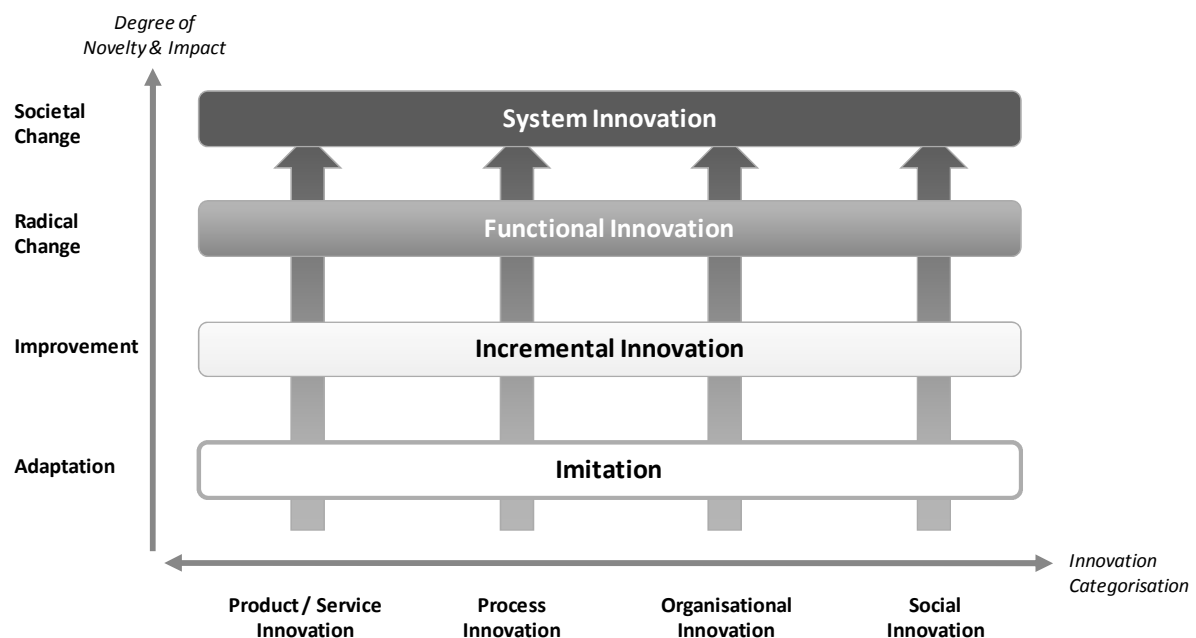 Degree of
Novelty & Impact
Societal
Change
System Innovation
Radical
Change
Functional Innovation
Improvement
Incremental Innovation
Adaptation
Imitation
Innovation
Categorisation
Product / Service
Innovation
Process
Innovation
Organisational
Innovation
Social
Innovation